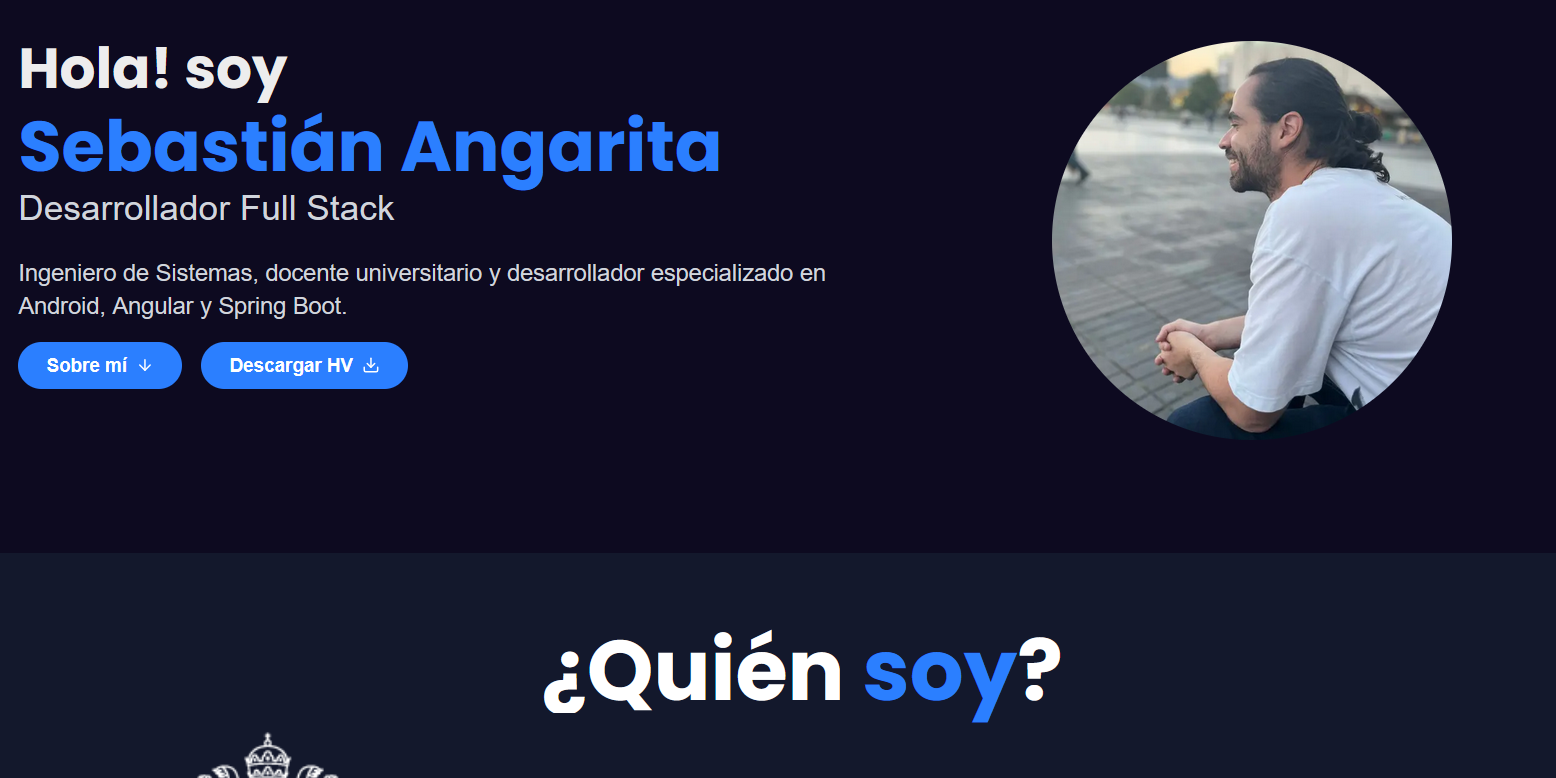 Hola! soy
Sebastián Angarita
Desarrollador Full Stack
Ingeniero de Sistemas, docente universitario y desarrollador especializado en
Android, Angular y Spring Boot.
Sobre mí
Descargar HV
¿Quién soy?